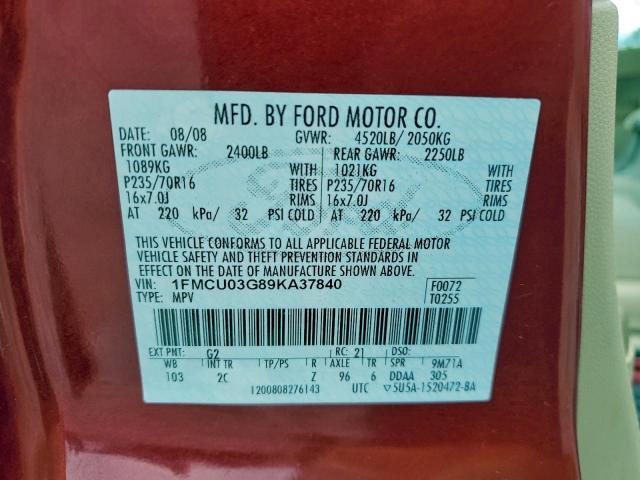 MFD. BY FORD MOTOR CO.
DATE: 08/08 GVWR: 4520LB/ 2050KG
FRONT GAWR: 2400LB REAR GAWR: 2250LB
1089KG WITH 1021KG WITH
P235/70R16 TIRES P235/70R16 TIRES
16x7.0J RIMS 16x7.0J RIMS
AT 220 kPa/ 32 PSI COLD AT 220 kPa/ 32 PSI COLD
THIS VEHICLE CONFORMS TO ALL APPLICABLE FEDERAL MOTOR
VEHICLE SAFETY AND THEFT PREVENTION STANDARDS IN
EFFECT ON THE DATE OF MANUFACTURE SHOWN ABOVE.
VIN: 1FMCU03G89KA37840 F0072
TYPE: MPV T0255
EXT PNT: G2 RC: 21 DSO:
WB INT TR TP/PS R AXLE TR SPR 9M71A
103 2C Z 96 6 DDAA 305
1200808276143 UTC ▽5U5A-1520472-BA